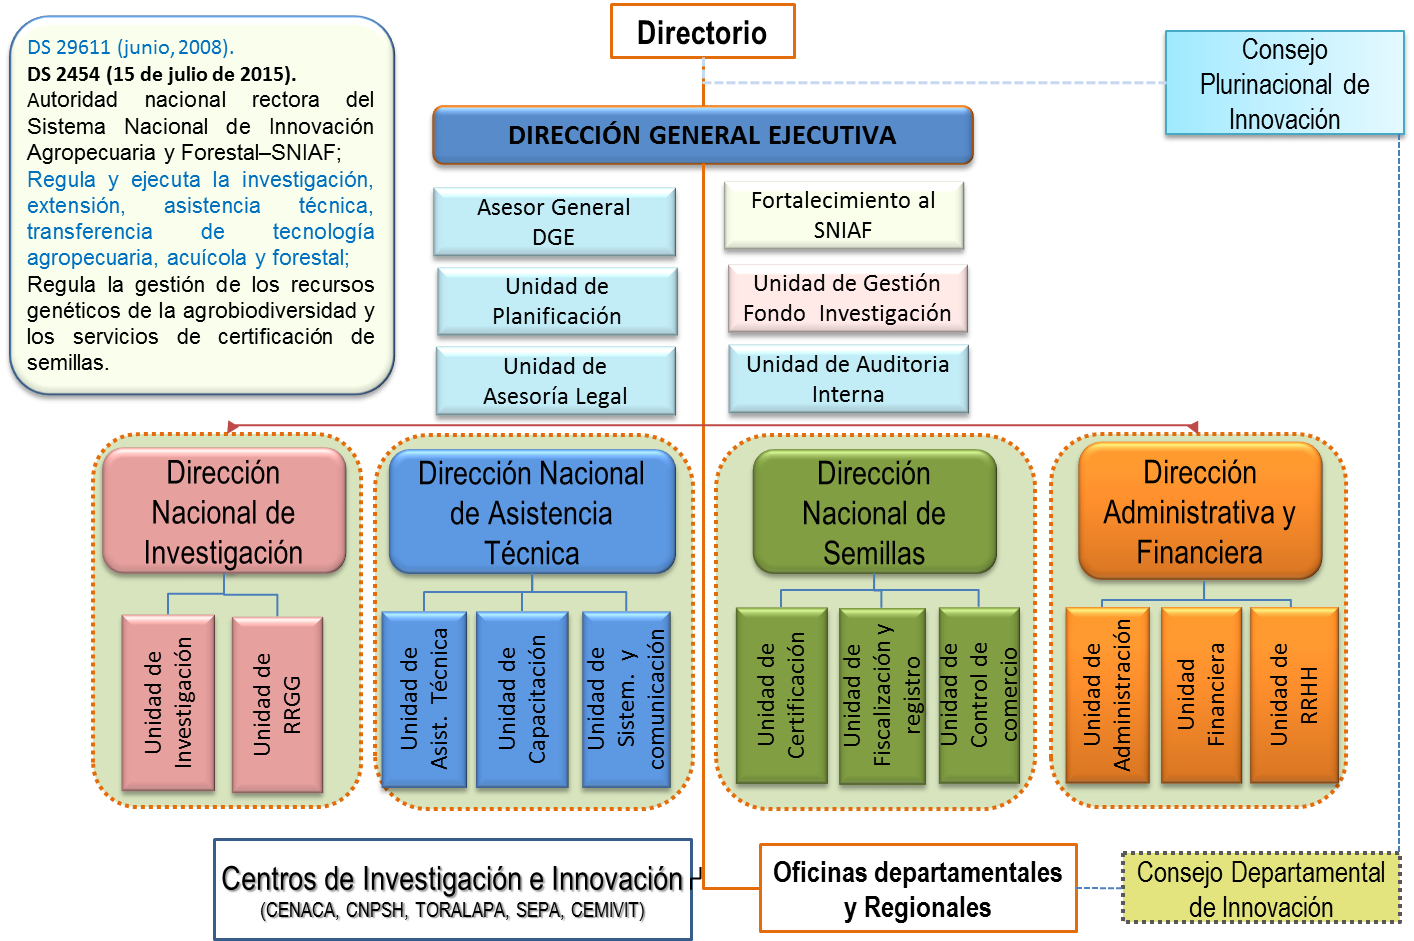 DS 29611 (junio, 2008).
DS 2454 (15 de julio de 2015).
Autoridad nacional rectora del
Sistema Nacional de Innovación
Agropecuaria y Forestal–SNIAF;
Regula y ejecuta la investigación,
extensión, asistencia técnica,
transferencia de tecnología
agropecuaria, acuícola y forestal;
Regula la gestión de los recursos
genéticos de la agrobiodiversidad y
los servicios de certificación de
semillas.
Directorio
Consejo
Plurinacional de
Innovación
DIRECCIÓN GENERAL EJECUTIVA
Asesor General
DGE
Fortalecimiento al
SNIAF
Unidad de
Planificación
Unidad de Gestión
Fondo Investigación
Unidad de
Asesoría Legal
Unidad de Auditoria
Interna
Dirección
Nacional de
Investigación
Unidad de
Investigación
Unidad de
RRGG
Dirección Nacional
de Asistencia
Técnica
Unidad de
Asist. Técnica
Unidad de
Capacitación
Unidad de
Sistem. y
comunicación
Dirección
Nacional de
Semillas
Unidad de
Certificación
Unidad de
Fiscalización y
registro
Unidad de
Control de
comercio
Dirección
Administrativa y
Financiera
Unidad de
Administración
Unidad
Financiera
Unidad de
RRHH
Centros de Investigación e Innovación
(CENACA, CNPSH, TORALAPA, SEPA, CEMIVIT)
Oficinas departamentales
y Regionales
Consejo Departamental
de Innovación